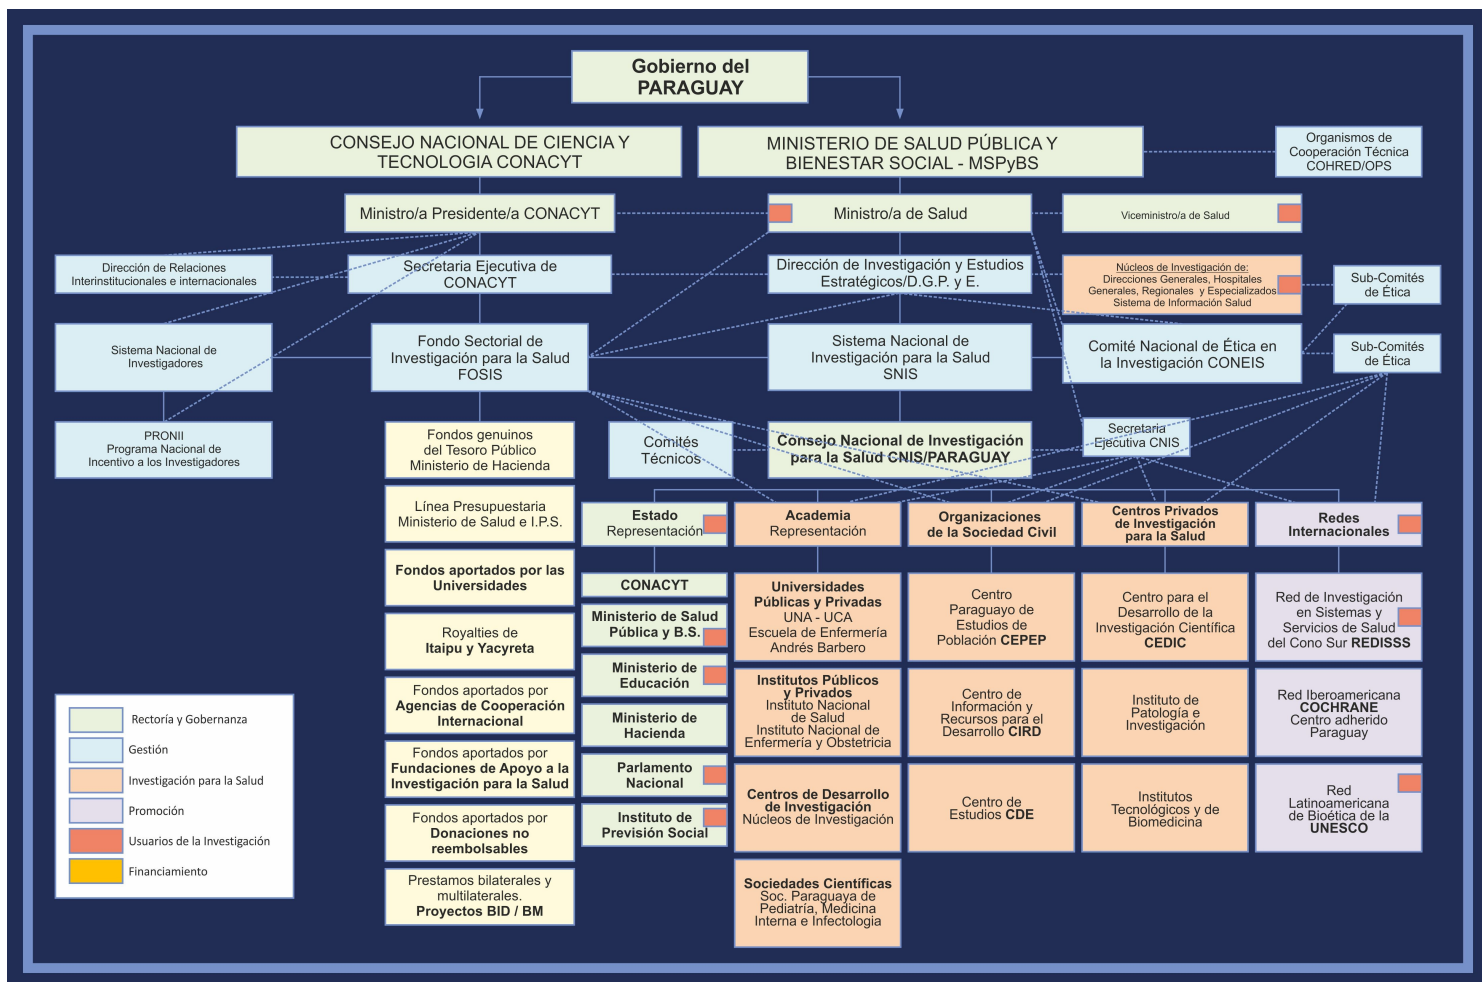 Gobierno del
PARAGUAY
CONSEJO NACIONAL DE CIENCIA Y
TECNOLOGIA CONACYT
MINISTERIO DE SALUD PÚBLICA Y
BIENESTAR SOCIAL - MSPyBS
Organismos de
Cooperación Técnica
COHRED/OPS
Ministro/a Presidente/a CONACYT
Ministro/a de Salud
Viceministro/a de Salud
Dirección de Relaciones
Interinstitucionales e internacionales
Secretaria Ejecutiva de
CONACYT
Dirección de Investigación y Estudios
Estratégicos/D.G.P. y E.
Núcleos de Investigación de:
Direcciones Generales, Hospitales
Generales, Regionales y Especializados
Sistema de Información Salud
Sub-Comités
de Ética
Sistema Nacional de
Investigadores
Fondo Sectorial de
Investigación para la Salud
FOSIS
Sistema Nacional de
Investigación para la Salud
SNIS
Comité Nacional de Ética en
la Investigación CONEIS
Sub-Comités
de Ética
PRONII
Programa Nacional de
Incentivo a los Investigadores
Fondos genuinos
del Tesoro Público
Ministerio de Hacienda
Comités
Técnicos
Consejo Nacional de Investigación
para la Salud CNIS/PARAGUAY
Secretaria
Ejecutiva CNIS
Línea Presupuestaria
Ministerio de Salud e I.P.S.
Fondos aportados por las
Universidades
Royalties de
Itaipu y Yacyreta
Fondos aportados por
Agencias de Cooperación
Internacional
Fondos aportados por
Fundaciones de Apoyo a la
Investigación para la Salud
Fondos aportados por
Donaciones no
reembolsables
Prestamos bilaterales y
multilaterales.
Proyectos BID / BM
Estado
Representación
CONACYT
Ministerio de Salud
Pública y B.S.
Ministerio de
Educación
Ministerio de
Hacienda
Parlamento
Nacional
Instituto de
Previsión Social
Academia
Representación
Universidades
Públicas y Privadas
UNA - UCA
Escuela de Enfermería
Andrés Barbero
Institutos Públicos
y Privados
Instituto Nacional
de Salud
Instituto Nacional de
Enfermería y Obstetricia
Centros de Desarrollo
de Investigación
Núcleos de Investigación
Sociedades Científicas
Soc. Paraguaya de
Pediatría, Medicina
Interna e Infectologia
Organizaciones
de la Sociedad Civil
Centro
Paraguayo de
Estudios de
Población CEPEP
Centro de
Información y
Recursos para el
Desarrollo CIRD
Centro de
Estudios CDE
Centros Privados
de Investigación
para la Salud
Centro para el
Desarrollo de la
Investigación Científica
CEDIC
Instituto de
Patología e
Investigación
Institutos
Tecnológicos y de
Biomedicina
Redes
Internacionales
Red de Investigación
en Sistemas y
Servicios de Salud
del Cono Sur REDISSS
Red Iberoamericana
COCHRANE
Centro adherido
Paraguay
Red
Latinoamericana
de Bioética de la
UNESCO
Rectoría y Gobernanza
Gestión
Investigación para la Salud
Promoción
Usuarios de la Investigación
Financiamiento